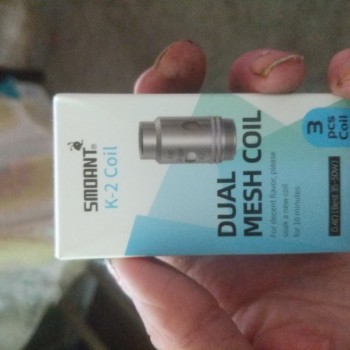 SMOANT®
K-2 Coil
DUAL
MESH COIL
For decent flavor, please
soak a new coil
for 10 minutes
3
pcs
Coil